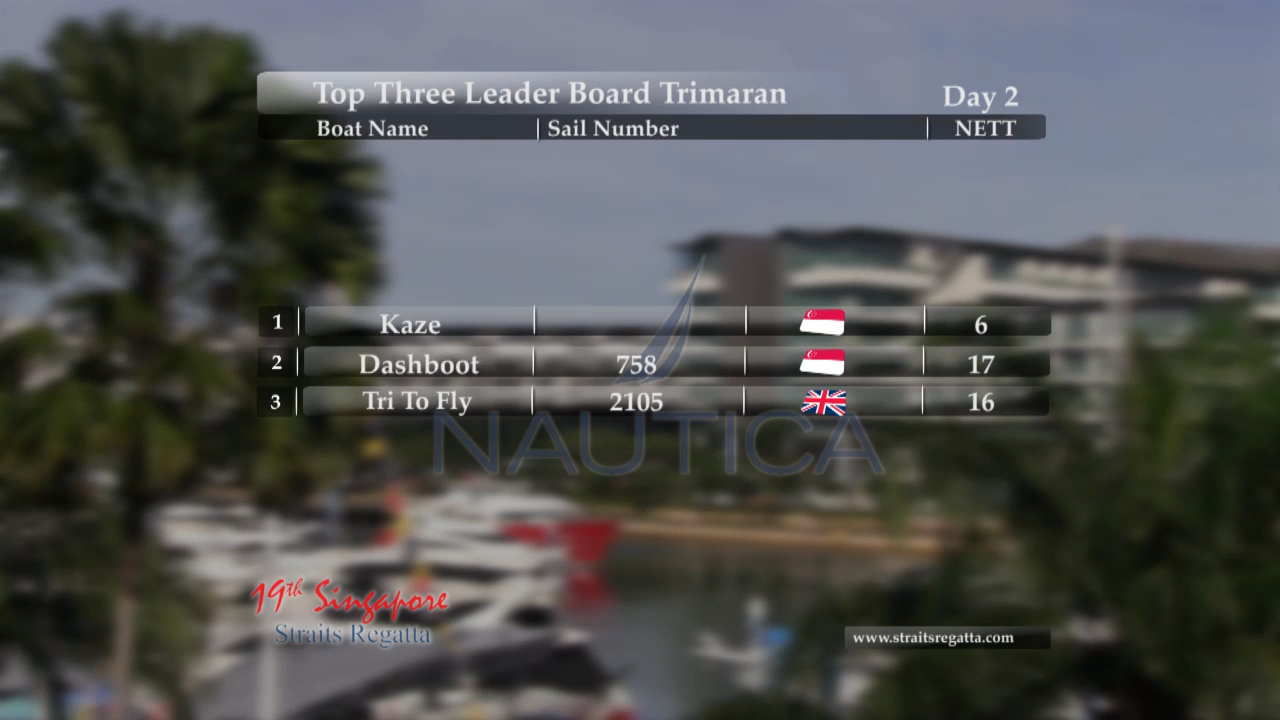 Top Three Leader Board Trimaran Day 2
Boat Name Sail Number NETT
1 Kaze 6
2 Dashboot 758 17
3 Tri To Fly 2105 16
NAUTICA
19th Singapore
Straits Regatta www.straitsregatta.com